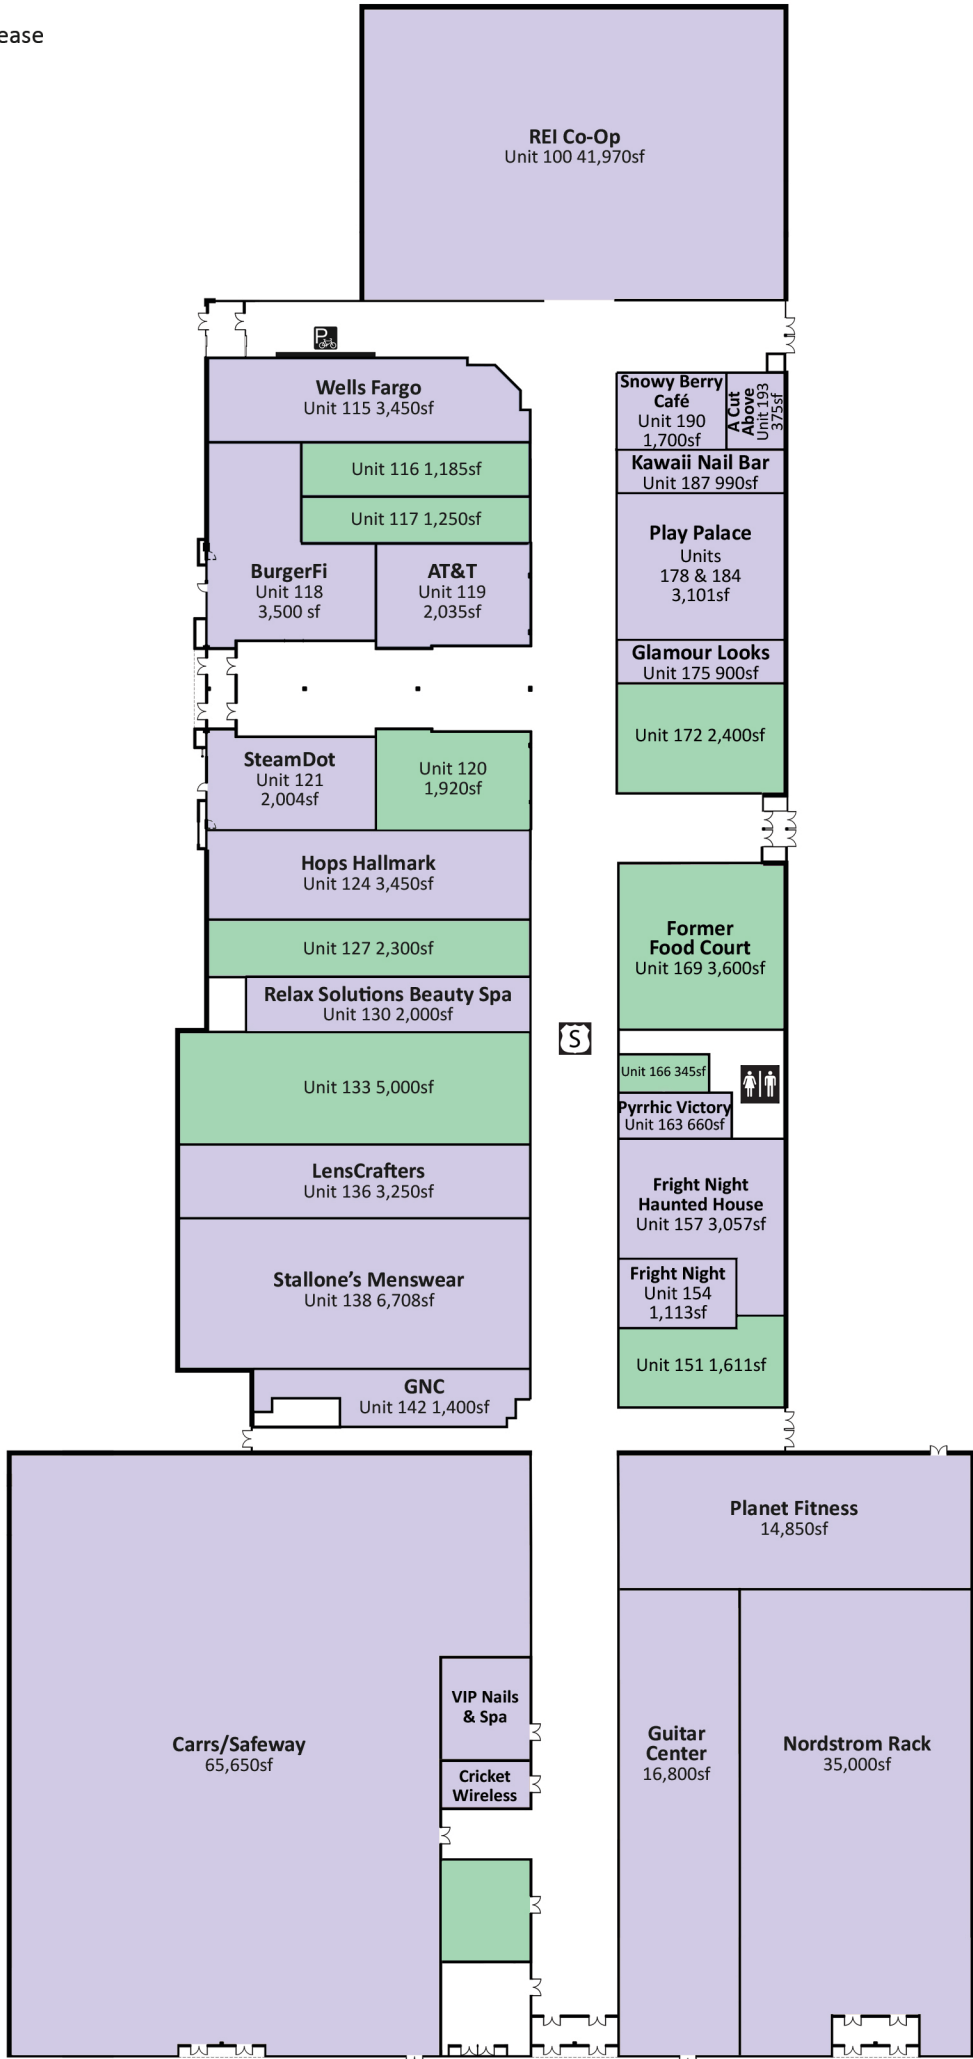 ease
REI Co-Op
Unit 100 41,970sf
P
Wells Fargo
Unit 115 3,450sf
Unit 116 1,185sf
Unit 117 1,250sf
BurgerFi
Unit 118
3,500 sf
AT&T
Unit 119
2,035sf
Snowy Berry
Café
Unit 190
1,700sf
A Cut
Above
Unit 193
375sf
Kawaii Nail Bar
Unit 187 990sf
Play Palace
Units
178 & 184
3,101sf
Glamour Looks
Unit 175 900sf
Unit 172 2,400sf
SteamDot
Unit 121
2,004sf
Unit 120
1,920sf
Hops Hallmark
Unit 124 3,450sf
Unit 127 2,300sf
Relax Solutions Beauty Spa
Unit 130 2,000sf
Unit 133 5,000sf
LensCrafters
Unit 136 3,250sf
Stallone’s Menswear
Unit 138 6,708sf
GNC
Unit 142 1,400sf
S
Former
Food Court
Unit 169 3,600sf
Unit 166 345sf
Pyrrhic Victory
Unit 163 660sf
Fright Night
Haunted House
Unit 157 3,057sf
Fright Night
Unit 154
1,113sf
Unit 151 1,611sf
Planet Fitness
14,850sf
Carrs/Safeway
65,650sf
VIP Nails
& Spa
Cricket
Wireless
Guitar
Center
16,800sf
Nordstrom Rack
35,000sf